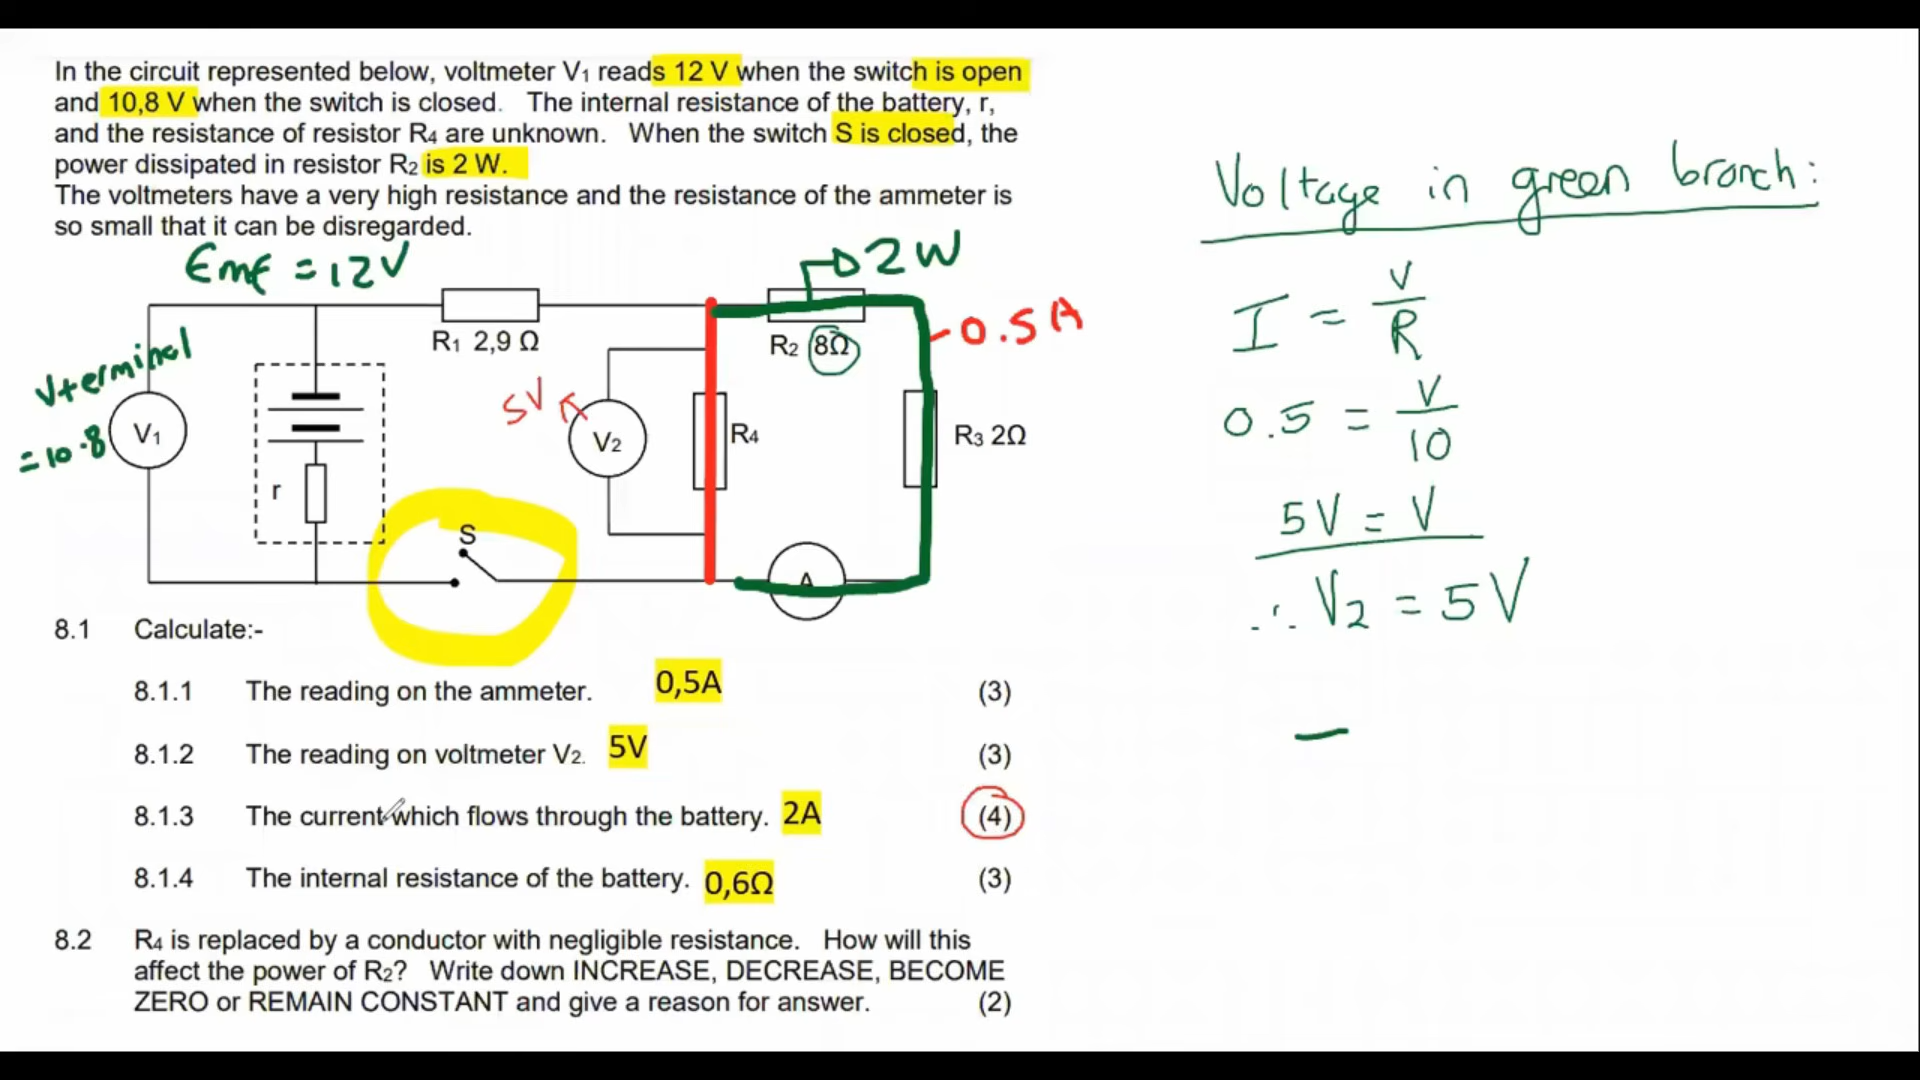 In the circuit represented below, voltmeter V1 reads 12 V when the switch is open
and 10,8 V when the switch is closed. The internal resistance of the battery, r,
and the resistance of resistor R4 are unknown. When the switch S is closed, the
power dissipated in resistor R2 is 2 W.
The voltmeters have a very high resistance and the resistance of the ammeter is
so small that it can be disregarded.
Emf = 12V
2 W
R1 2,9 Ω
R2 8Ω
0.5 A
Vterminal
= 10.8
V1
r
S
5V
V2
R4
R3 2Ω
A
8.1 Calculate:-
8.1.1 The reading on the ammeter. 0,5A (3)
8.1.2 The reading on voltmeter V2. 5V (3)
8.1.3 The current which flows through the battery. 2A (4)
8.1.4 The internal resistance of the battery. 0,6Ω (3)
8.2 R4 is replaced by a conductor with negligible resistance. How will this
affect the power of R2? Write down INCREASE, DECREASE, BECOME
ZERO or REMAIN CONSTANT and give a reason for answer. (2)
Voltage in green branch:
I = V/R
0.5 = V/10
5V = V
∴ V2 = 5V